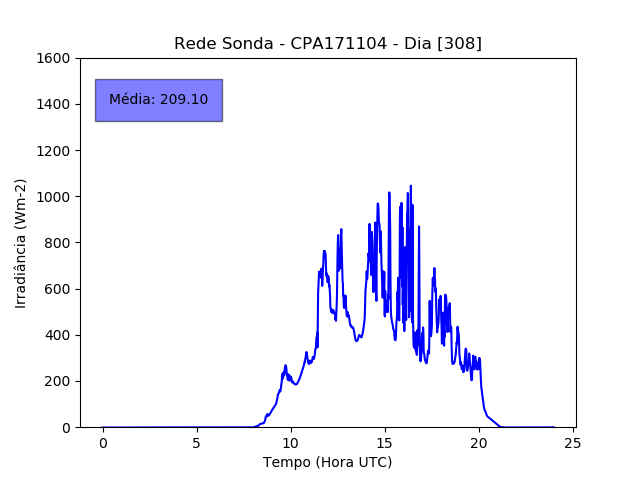 Rede Sonda - CPA171104 - Dia [308]
1600
1400
1200
1000
800
600
400
200
0
Média: 209.10
Irradiância (Wm-2)
0 5 10 15 20 25
Tempo (Hora UTC)